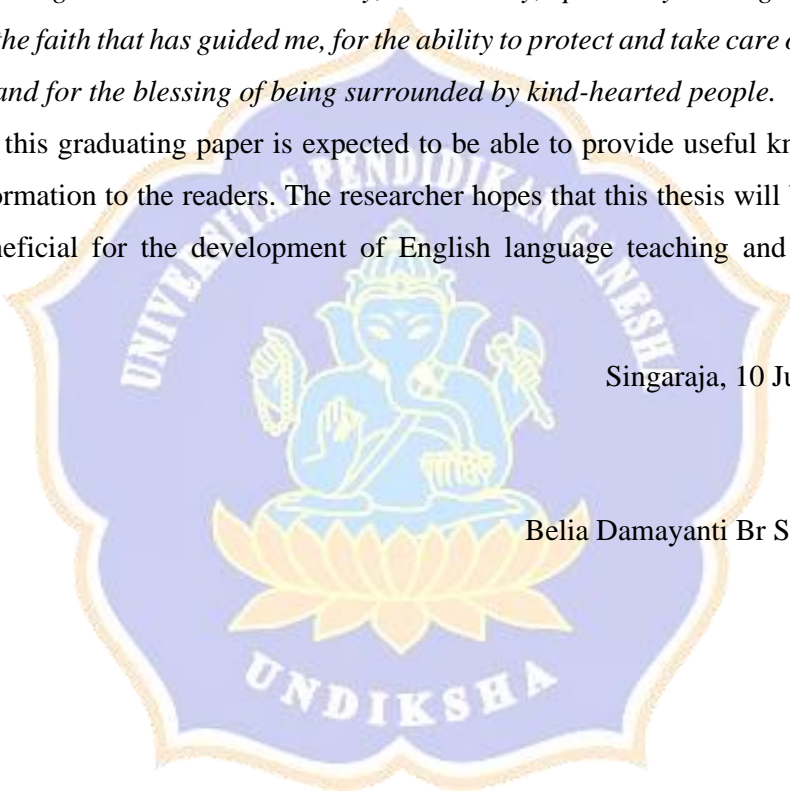 the faith that has guided me, for the ability to protect and take care
and for the blessing of being surrounded by kind-hearted people.
this graduating paper is expected to be able to provide useful kn
ormation to the readers. The researcher hopes that this thesis will
neficial for the development of English language teaching and
UNIVERSITAS PENDIDIKAN GANESHA
Singaraja, 10 Ju
Belia Damayanti Br S
UNDIKSHA